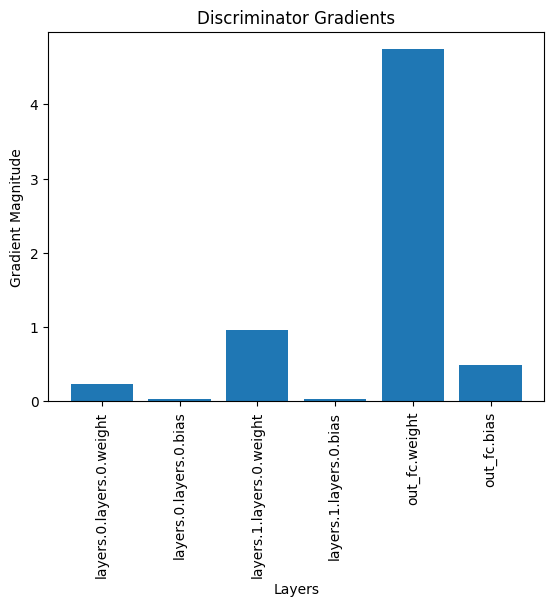 Discriminator Gradients
Gradient Magnitude
4
3
2
1
0
layers.0.layers.0.weight
layers.0.layers.0.bias
layers.1.layers.0.weight
layers.1.layers.0.bias
out_fc.weight
out_fc.bias
Layers